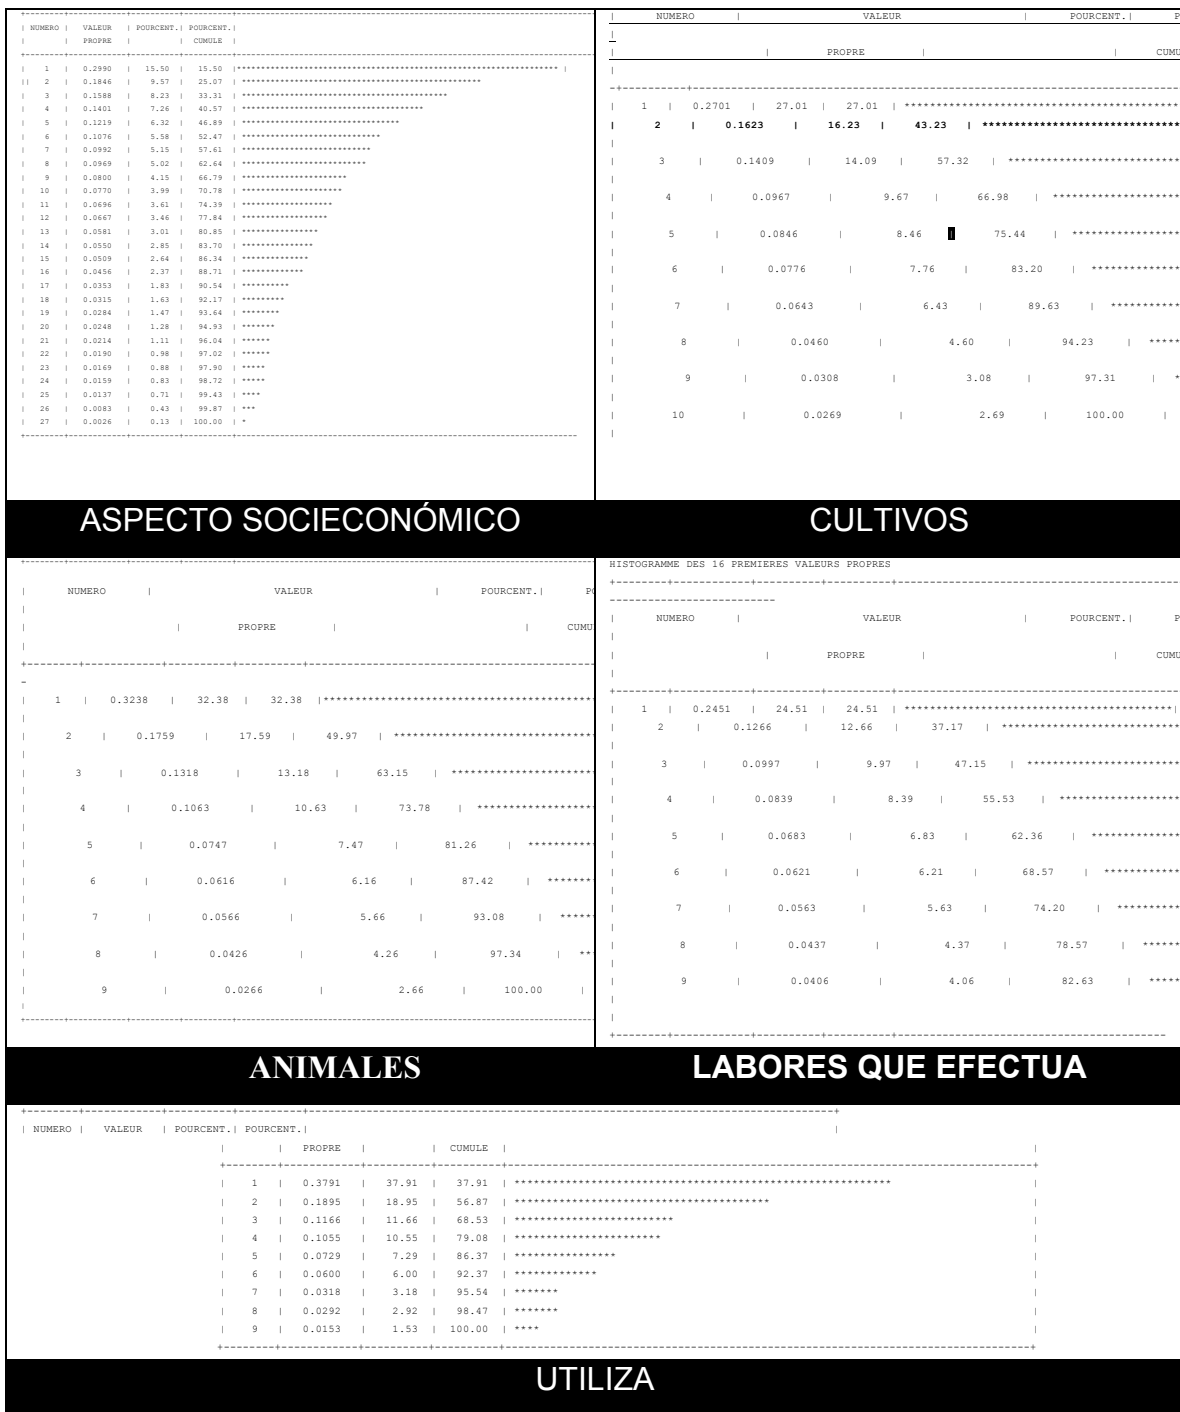 | NUMERO | VALEUR | POURCENT.| POURCENT.|
| | PROPRE | | CUMULE |
| 1 | 0.2990 | 15.50 | 15.50 |
|| 2 | 0.1846 | 9.57 | 25.07 |
| 3 | 0.1588 | 8.23 | 33.31 |
| 4 | 0.1401 | 7.26 | 40.57 |
| 5 | 0.1219 | 6.32 | 46.89 |
| 6 | 0.1076 | 5.58 | 52.47 |
| 7 | 0.0992 | 5.15 | 57.61 |
| 8 | 0.0969 | 5.02 | 62.64 |
| 9 | 0.0800 | 4.15 | 66.79 |
| 10 | 0.0770 | 3.99 | 70.78 |
| 11 | 0.0696 | 3.61 | 74.39 |
| 12 | 0.0667 | 3.46 | 77.84 |
| 13 | 0.0581 | 3.01 | 80.85 |
| 14 | 0.0550 | 2.85 | 83.70 |
| 15 | 0.0509 | 2.64 | 86.34 |
| 16 | 0.0456 | 2.37 | 88.71 |
| 17 | 0.0353 | 1.83 | 90.54 |
| 18 | 0.0315 | 1.63 | 92.17 |
| 19 | 0.0284 | 1.47 | 93.64 |
| 20 | 0.0248 | 1.28 | 94.93 |
| 21 | 0.0214 | 1.11 | 96.04 |
| 22 | 0.0190 | 0.98 | 97.02 |
| 23 | 0.0169 | 0.88 | 97.90 |
| 24 | 0.0159 | 0.83 | 98.72 |
| 25 | 0.0137 | 0.71 | 99.43 |
| 26 | 0.0083 | 0.43 | 99.87 |
| 27 | 0.0026 | 0.13 | 100.00 |
ASPECTO SOCIECONÓMICO
| NUMERO | VALEUR | POURCENT.| P
| | PROPRE | | CUMU
| 1 | 0.2701 | 27.01 | 27.01 |
| 2 | 0.1623 | 16.23 | 43.23 |
| 3 | 0.1409 | 14.09 | 57.32 |
| 4 | 0.0967 | 9.67 | 66.98 |
| 5 | 0.0846 | 8.46 | 75.44 |
| 6 | 0.0776 | 7.76 | 83.20 |
| 7 | 0.0643 | 6.43 | 89.63 |
| 8 | 0.0460 | 4.60 | 94.23 |
| 9 | 0.0308 | 3.08 | 97.31 |
| 10 | 0.0269 | 2.69 | 100.00 |
CULTIVOS
| NUMERO | VALEUR | POURCENT.| PO
| | PROPRE | | CUMU
| 1 | 0.3238 | 32.38 | 32.38 |
| 2 | 0.1759 | 17.59 | 49.97 |
| 3 | 0.1318 | 13.18 | 63.15 |
| 4 | 0.1063 | 10.63 | 73.78 |
| 5 | 0.0747 | 7.47 | 81.26 |
| 6 | 0.0616 | 6.16 | 87.42 |
| 7 | 0.0566 | 5.66 | 93.08 |
| 8 | 0.0426 | 4.26 | 97.34 |
| 9 | 0.0266 | 2.66 | 100.00 |
ANIMALES
HISTOGRAMME DES 16 PREMIERES VALEURS PROPRES
| NUMERO | VALEUR | POURCENT.| P
| | PROPRE | | CUMU
| 1 | 0.2451 | 24.51 | 24.51 |
| 2 | 0.1266 | 12.66 | 37.17 |
| 3 | 0.0997 | 9.97 | 47.15 |
| 4 | 0.0839 | 8.39 | 55.53 |
| 5 | 0.0683 | 6.83 | 62.36 |
| 6 | 0.0621 | 6.21 | 68.57 |
| 7 | 0.0563 | 5.63 | 74.20 |
| 8 | 0.0437 | 4.37 | 78.57 |
| 9 | 0.0406 | 4.06 | 82.63 |
LABORES QUE EFECTUA
| NUMERO | VALEUR | POURCENT.| POURCENT.|
| | PROPRE | | CUMULE |
| 1 | 0.3791 | 37.91 | 37.91 |
| 2 | 0.1895 | 18.95 | 56.87 |
| 3 | 0.1166 | 11.66 | 68.53 |
| 4 | 0.1055 | 10.55 | 79.08 |
| 5 | 0.0729 | 7.29 | 86.37 |
| 6 | 0.0600 | 6.00 | 92.37 |
| 7 | 0.0318 | 3.18 | 95.54 |
| 8 | 0.0292 | 2.92 | 98.47 |
| 9 | 0.0153 | 1.53 | 100.00 |
UTILIZA